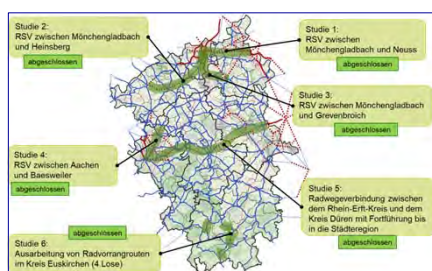 Studie 2:
RSV zwischen Mönchengladbach
und Heinsberg
abgeschlossen
Studie 1:
RSV zwischen
Mönchengladbach und Neuss
abgeschlossen
Studie 3:
RSV zwischen Mönchengladbach
und Grevenbroich
abgeschlossen
Studie 4:
RSV zwischen Aachen
und Baesweiler
abgeschlossen
Studie 5:
Radwegeverbindung zwischen
dem Rhein-Erft-Kreis und dem
Kreis Düren mit Fortführung bis
in die Städteregion
abgeschlossen
abgeschlossen
Studie 6:
Ausarbeitung von Radvorrangrouten
im Kreis Euskirchen (4 Lose)